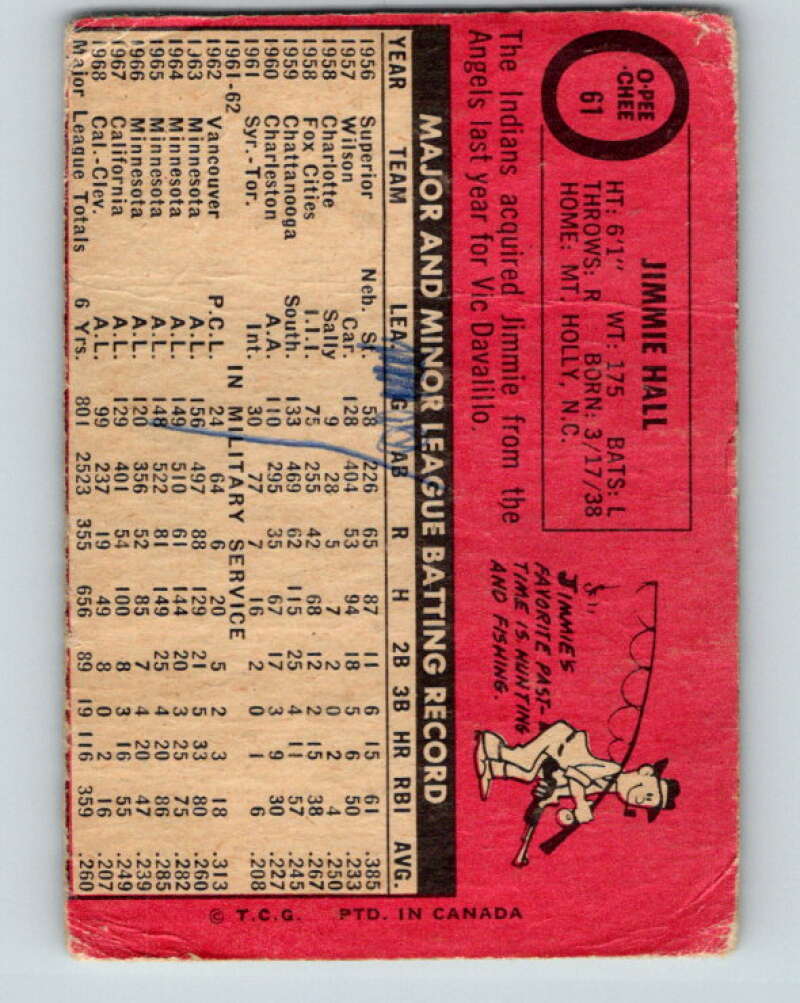 O-PEE
-CHEE
61
JIMMIE HALL
HT: 6'1" WT: 175 BATS: L
THROWS: R BORN: 3/17/38
HOME: MT. HOLLY, N.C.
The Indians acquired Jimmie from the
Angels last year for Vic Davalillo.
JIMMIE'S
FAVORITE PAST-
TIME IS HUNTING
AND FISHING.
MAJOR AND MINOR LEAGUE BATTING RECORD
YEAR TEAM LEA. G AB R H 2B 3B HR RBI AVG.
1956 Superior Neb. St. 58 226 65 87 11 6 15 61 .385
1957 Wilson Car. 128 404 53 94 18 5 6 50 .233
1958 Charlotte Sally 9 28 5 7 2 0 2 4 .250
1958 Fox Cities I.I.I. 75 255 42 68 12 2 15 38 .267
1959 Chattanooga South. 133 469 62 115 25 4 11 57 .245
1960 Charleston A.A. 110 295 35 67 17 3 9 30 .227
1961 Syr.-Tor. Int. 30 77 7 16 2 0 1 6 .208
1961-62 IN MILITARY SERVICE
1962 Vancouver P.C.L. 24 64 6 20 5 2 3 18 .313
1963 Minnesota A.L. 156 497 88 129 21 5 33 80 .260
1964 Minnesota A.L. 149 510 61 144 20 3 25 75 .282
1965 Minnesota A.L. 148 522 81 149 25 4 20 86 .285
1966 Minnesota A.L. 120 356 52 85 7 4 20 47 .239
1967 California A.L. 129 401 54 100 8 3 16 55 .249
1968 Cal.-Clev. A.L. 99 237 19 49 8 0 2 16 .207
Major League Totals 6 Yrs. 801 2523 355 656 89 19 116 359 .260
© T.C.G. PTD. IN CANADA